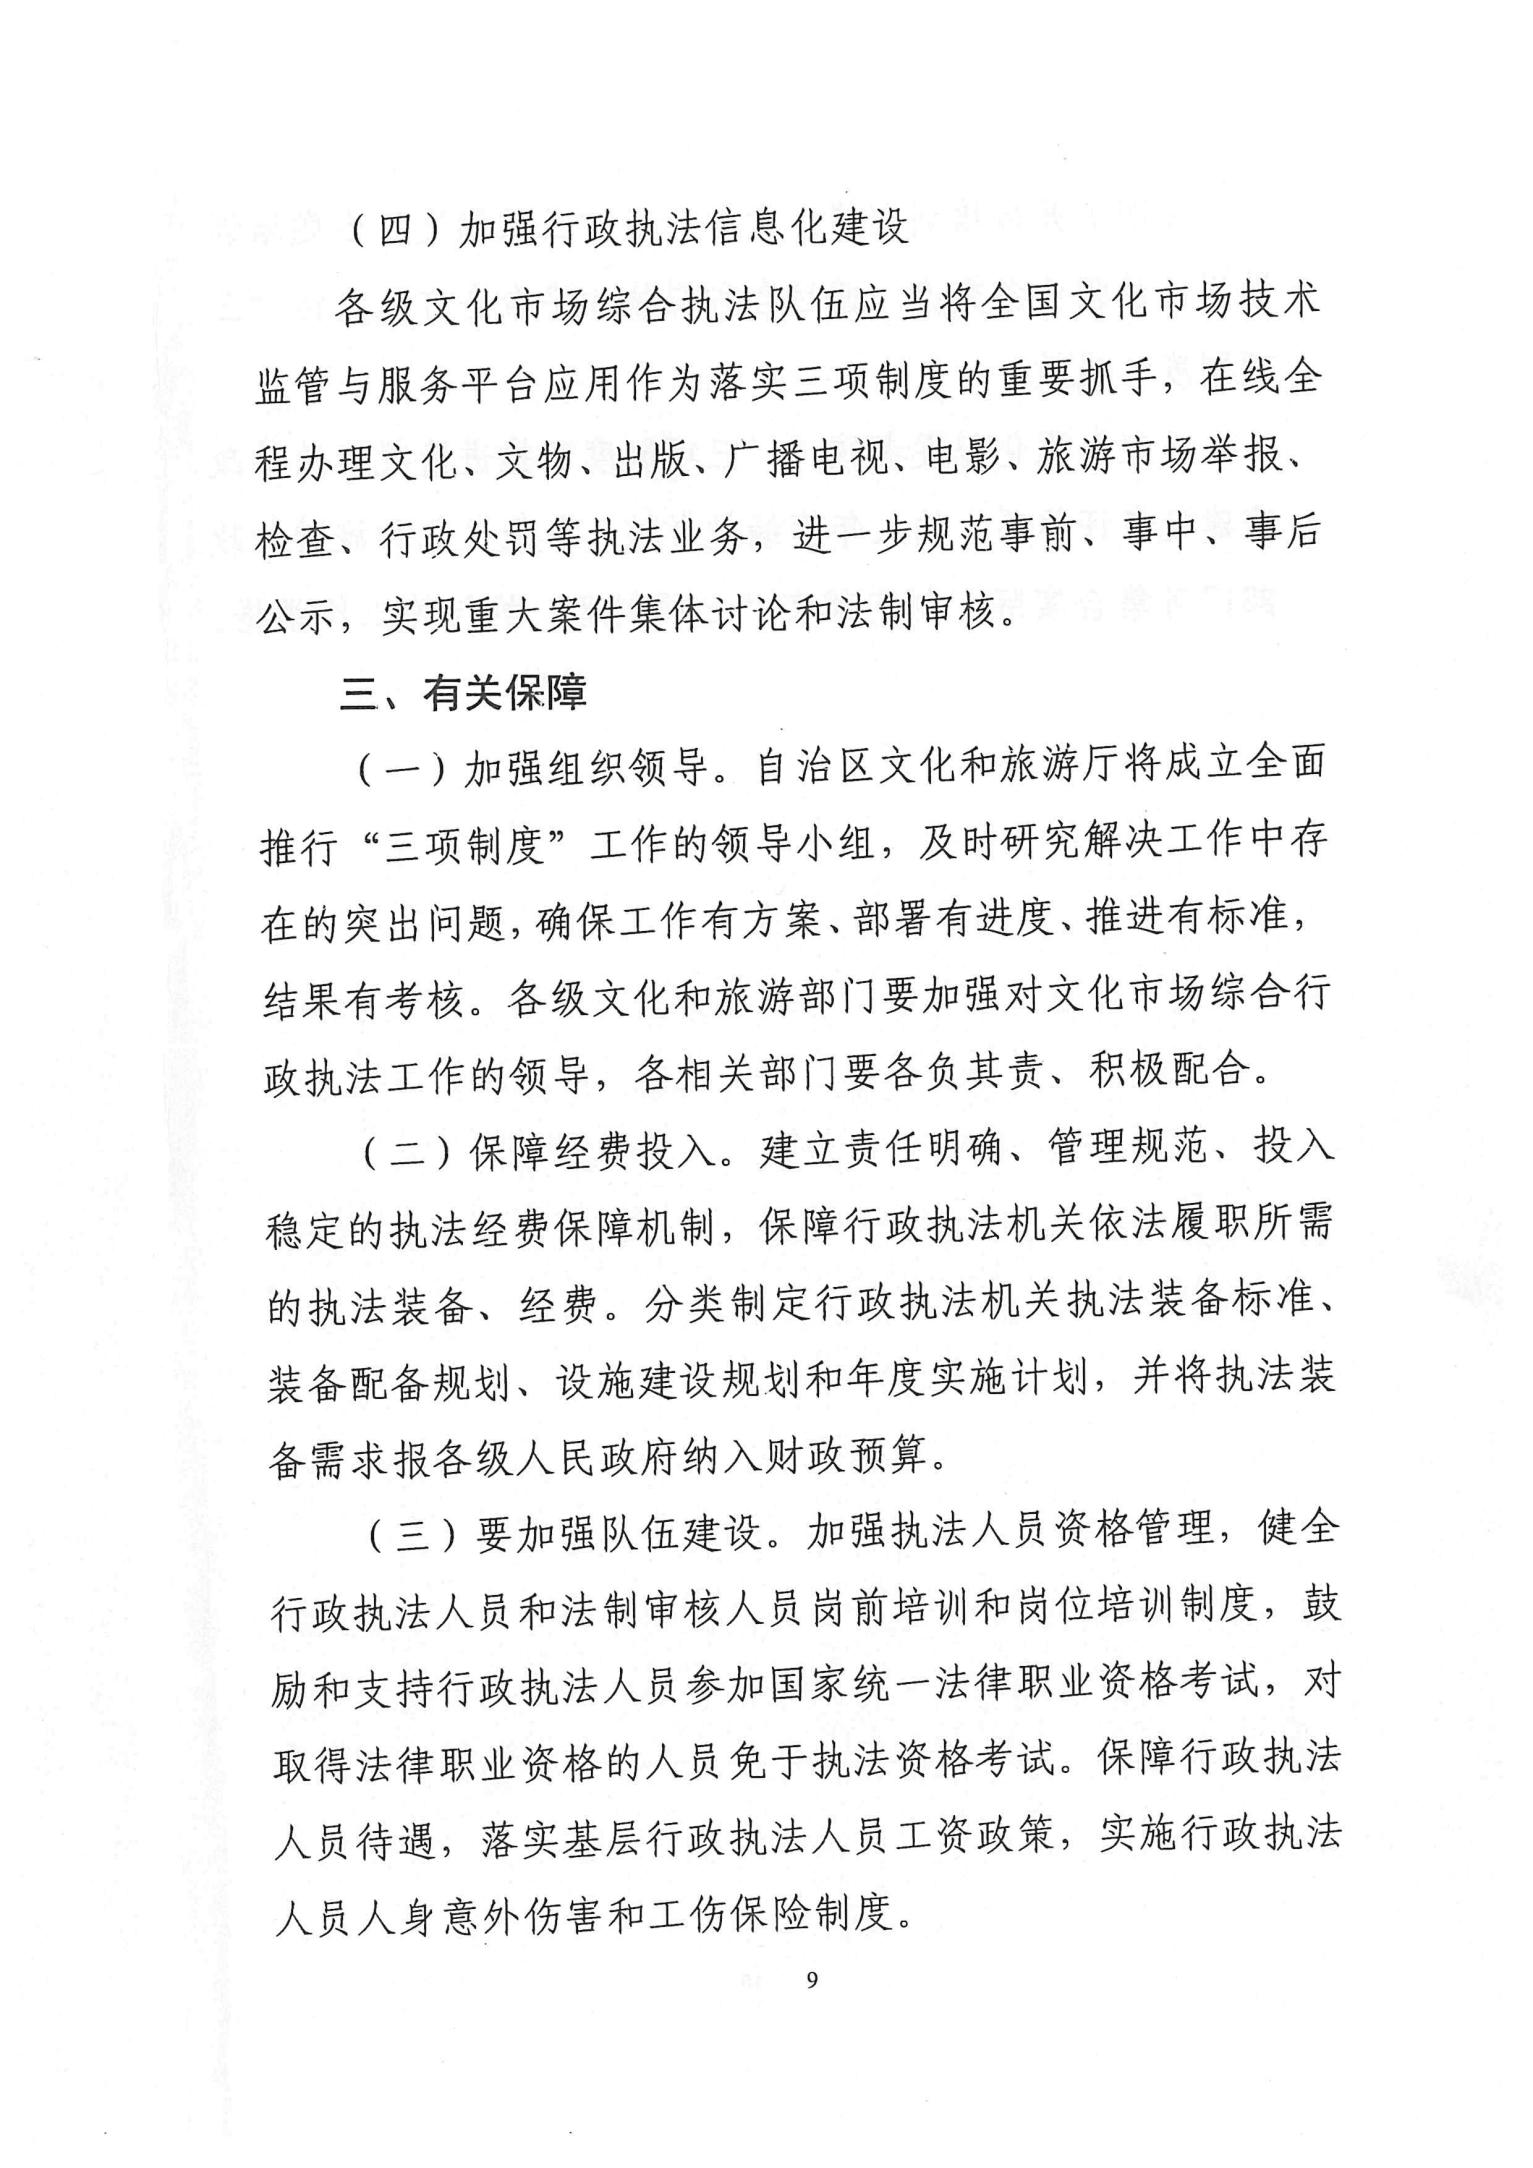 （四）加强行政执法信息化建设
各级文化市场综合执法队伍应当将全国文化市场技术
监管与服务平台应用作为落实三项制度的重要抓手，在线全
程办理文化、文物、出版、广播电视、电影、旅游市场举报、
检查、行政处罚等执法业务，进一步规范事前、事中、事后
公示，实现重大案件集体讨论和法制审核。
三、有关保障
（一）加强组织领导。自治区文化和旅游厅将成立全面
推行“三项制度”工作的领导小组，及时研究解决工作中存
在的突出问题，确保工作有方案、部署有进度、推进有标准，
结果有考核。各级文化和旅游部门要加强对文化市场综合行
政执法工作的领导，各相关部门要各负其责、积极配合。
（二）保障经费投入。建立责任明确、管理规范、投入
稳定的执法经费保障机制，保障行政执法机关依法履职所需
的执法装备、经费。分类制定行政执法机关执法装备标准、
装备配备规划、设施建设规划和年度实施计划，并将执法装
备需求报各级人民政府纳入财政预算。
（三）要加强队伍建设。加强执法人员资格管理，健全
行政执法人员和法制审核人员岗前培训和岗位培训制度，鼓
励和支持行政执法人员参加国家统一法律职业资格考试，对
取得法律职业资格的人员免于执法资格考试。保障行政执法
人员待遇，落实基层行政执法人员工资政策，实施行政执法
人员人身意外伤害和工伤保险制度。
9